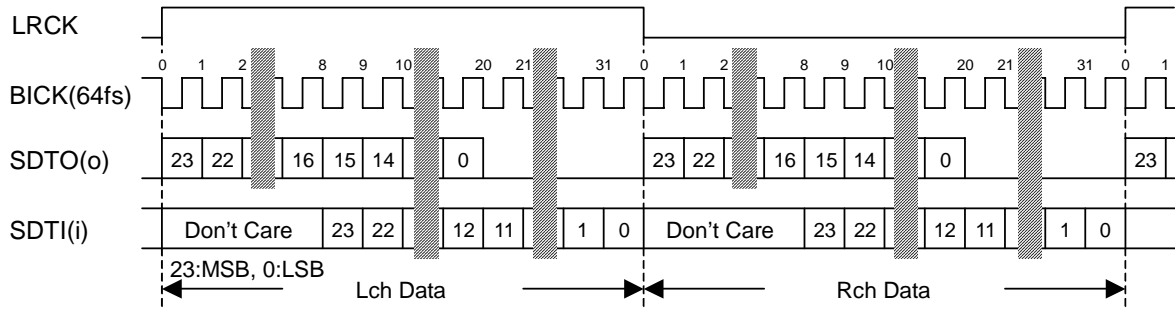 LRCK
0 1 2 8 9 10 20 21 31 0 1 2 8 9 10 20 21 31 0 1
BICK(64fs)
SDTO(o) 23 22 16 15 14 0 23 22 16 15 14 0 23
SDTI(i) Don't Care 23 22 12 11 1 0 Don't Care 23 22 12 11 1 0
23:MSB, 0:LSB
Lch Data Rch Data